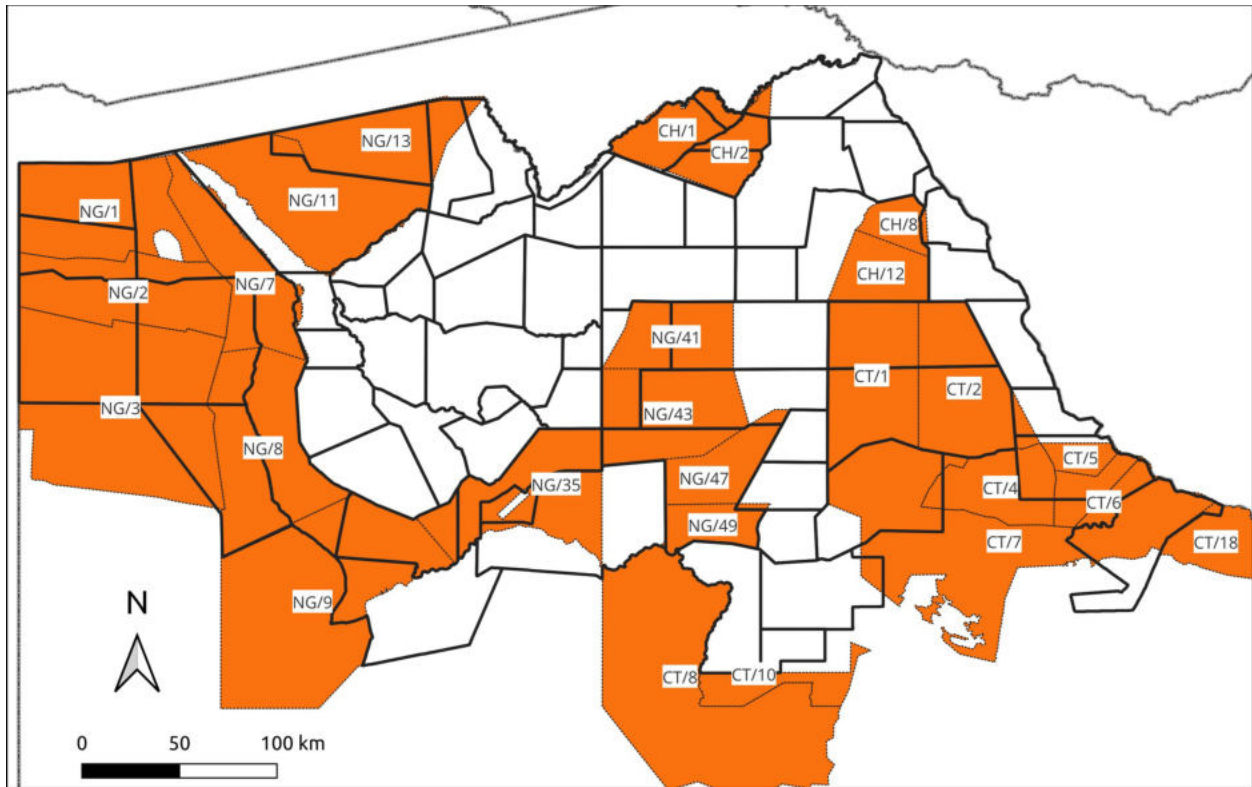 CH/1
NG/13
CH/2
NG/11
NG/1
CH/8
CH/12
NG/7
NG/2
NG/41
CT/1
CT/2
NG/3
NG/43
NG/8
CT/5
NG/47
NG/35
CT/4
CT/6
NG/49
CT/7
CT/18
N
NG/9
CT/8
CT/10
0 50 100 km